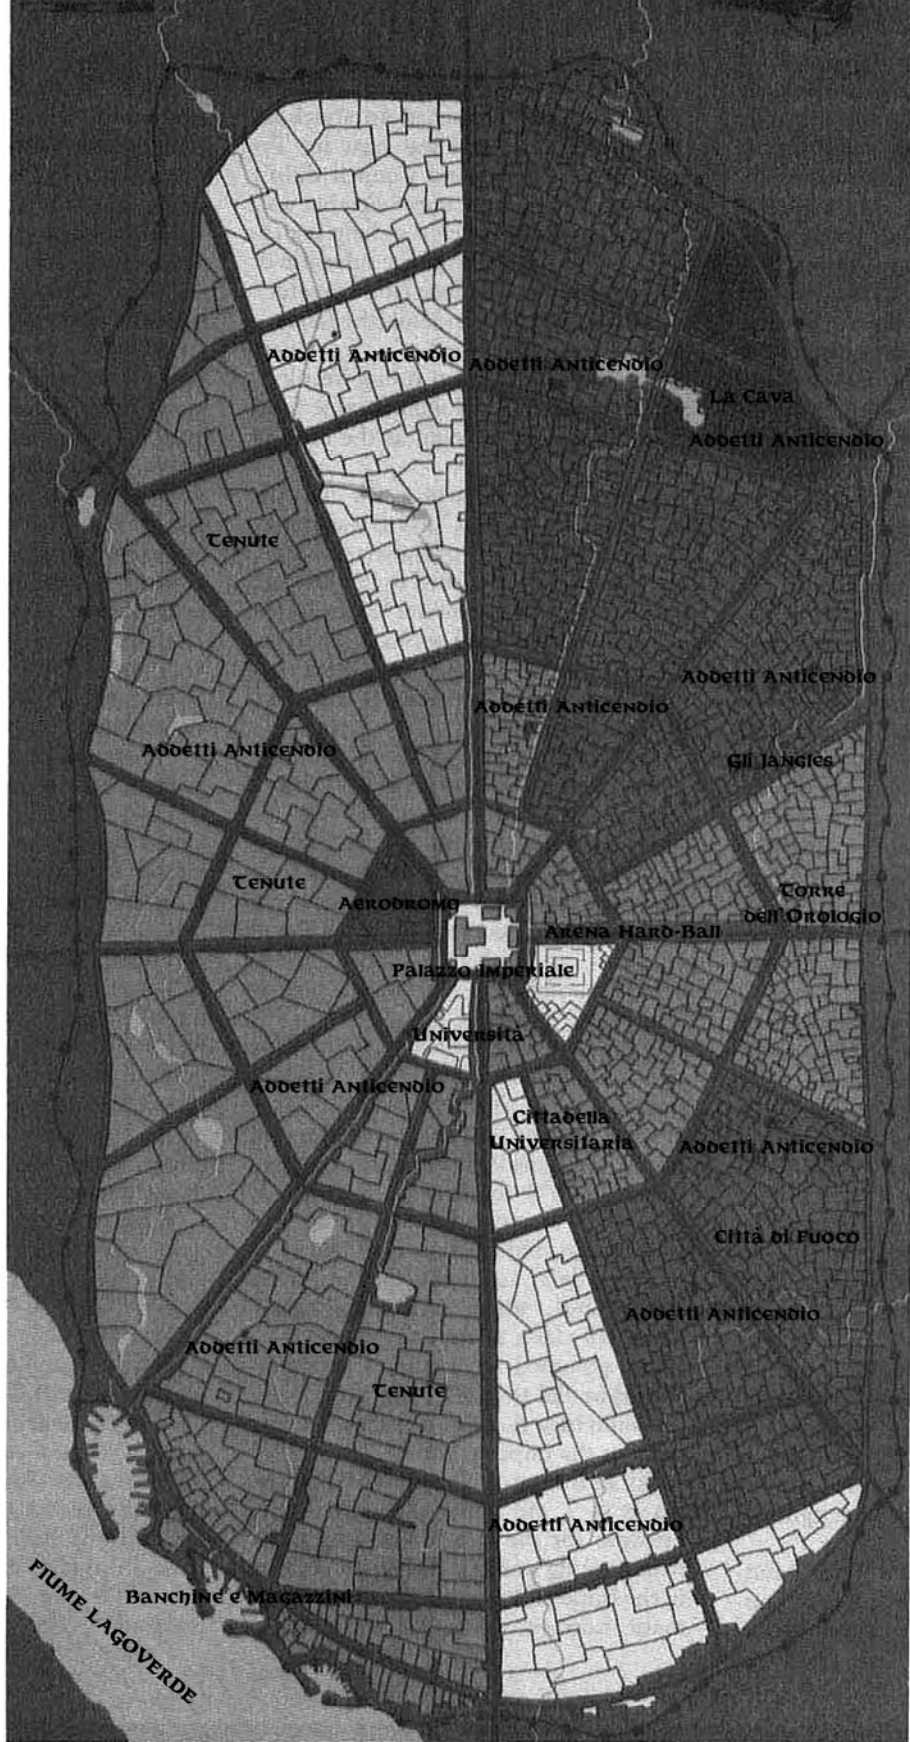 Addetti Anticendio
Addetti Anticendio
La Cava
Addetti Anticendio
Tenute
Addetti Anticendio
Addetti Anticendio
Addetti Anticendio
Gli Jangles
Tenute
Aerodromo
Torre
dell'Orologio
Arena Hard-Ball
Palazzo Imperiale
Università
Addetti Anticendio
Cittadella
Universitaria
Addetti Anticendio
Città di Fuoco
Addetti Anticendio
Addetti Anticendio
Tenute
Addetti Anticendio
Banchine e Magazzini
FIUME LAGOVERDE